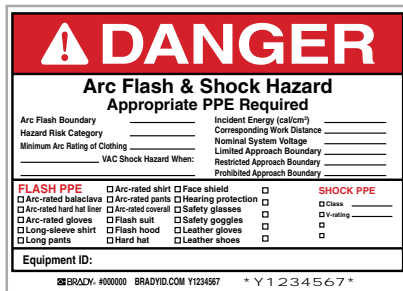 DANGER
Arc Flash & Shock Hazard
Appropriate PPE Required
Arc Flash Boundary
Hazard Risk Category
Minimum Arc Rating of Clothing
VAC Shock Hazard When:
Incident Energy (cal/cm²)
Corresponding Work Distance
Nominal System Voltage
Limited Approach Boundary
Restricted Approach Boundary
Prohibited Approach Boundary
FLASH PPE
Arc-rated balaclava
Arc-rated hard hat liner
Arc-rated gloves
Long-sleeve shirt
Long pants
Arc-rated shirt
Arc-rated pants
Arc-rated coverall
Flash suit
Flash hood
Hard hat
Face shield
Hearing protection
Safety glasses
Safety goggles
Leather gloves
Leather shoes
SHOCK PPE
Class
V-rating
Equipment ID:
BRADY. #000000 BRADYID.COM Y1234567 *Y1234567*